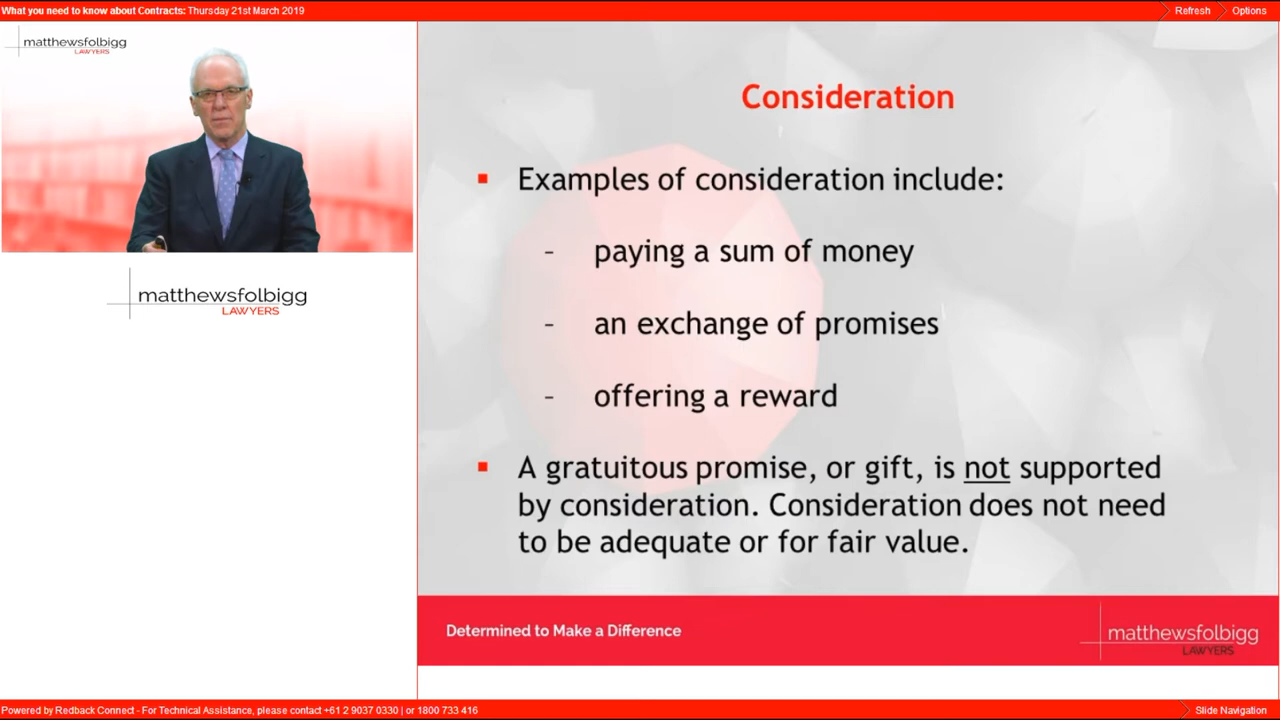 What you need to know about Contracts: Thursday 21st March 2019
Refresh
Options
matthewsfolbigg
LAWYERS
matthewsfolbigg
LAWYERS
Consideration
▪ Examples of consideration include:
- paying a sum of money
- an exchange of promises
- offering a reward
▪ A gratuitous promise, or gift, is not supported
by consideration. Consideration does not need
to be adequate or for fair value.
Determined to Make a Difference
matthewsfolbigg
LAWYERS
Powered by Redback Connect - For Technical Assistance, please contact +61 2 9037 0330 | or 1800 733 416
Slide Navigation